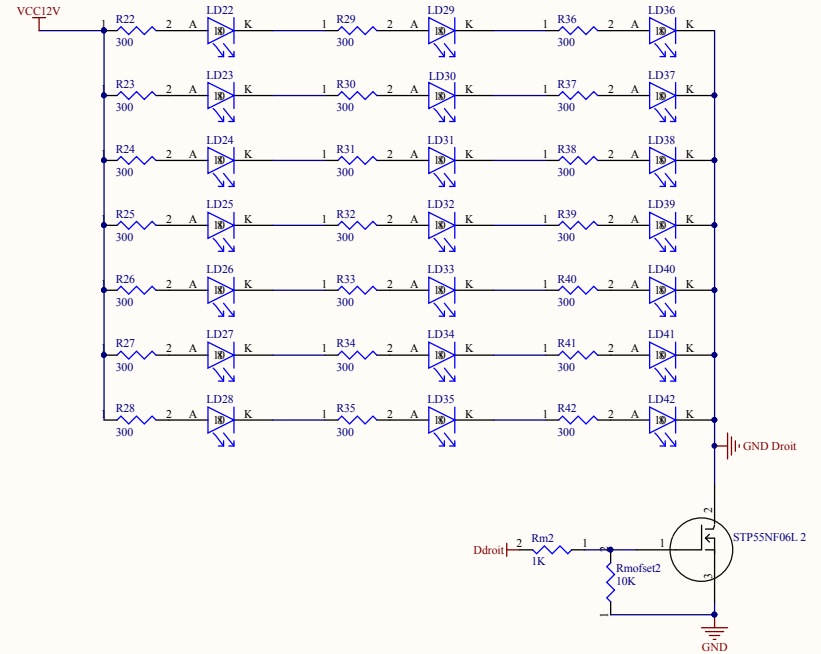 VCC12V
R22 LD22 R29 LD29 R36 LD36
1 2 A K 1 2 A K 1 2 A K
300 300 300
R23 LD23 R30 LD30 R37 LD37
2 A K 1 2 A K 1 2 A K
300 300 300
R24 LD24 R31 LD31 R38 LD38
2 A K 1 2 A K 1 2 A K
300 300 300
R25 LD25 R32 LD32 R39 LD39
2 A K 1 2 A K 1 2 A K
300 300 300
R26 LD26 R33 LD33 R40 LD40
2 A K 1 2 A K 1 2 A K
300 300 300
R27 LD27 R34 LD34 R41 LD41
2 A K 1 2 A K 1 2 A K
300 300 300
R28 LD28 R35 LD35 R42 LD42
1 2 A K 1 2 A K 1 2 A K
300 300 300
GND Droit
2
STP55NF06L 2
Ddroit 2 Rm2 1 2 1
1K
Rmofset2
10K
3
1
GND